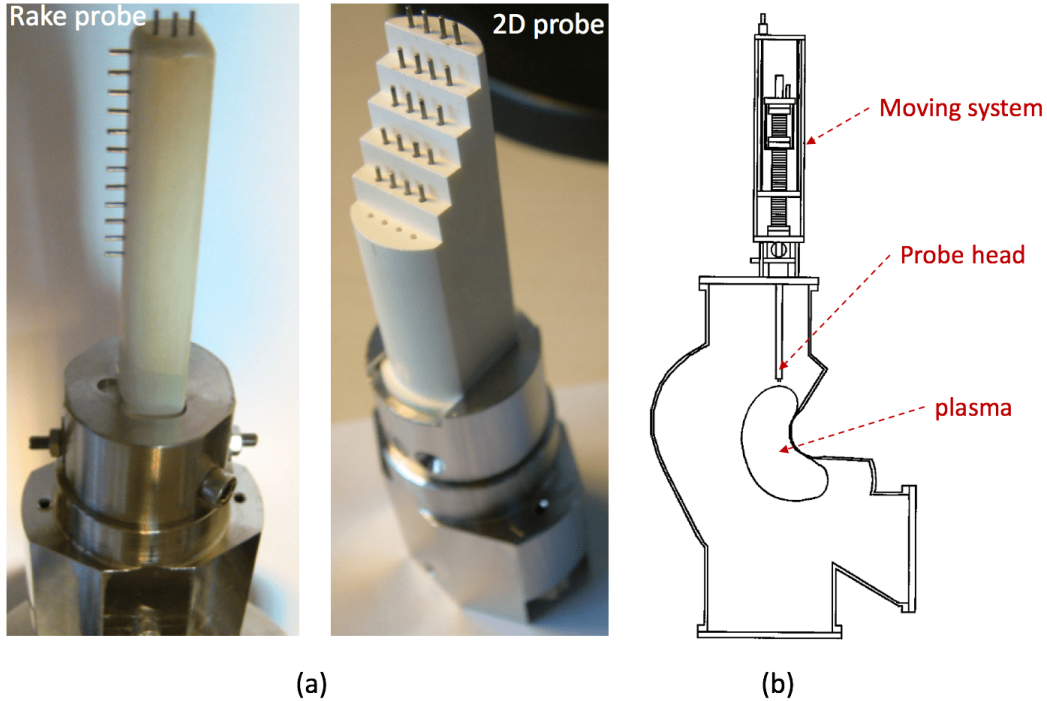 Rake probe
2D probe
Moving system
Probe head
plasma
(a)
(b)